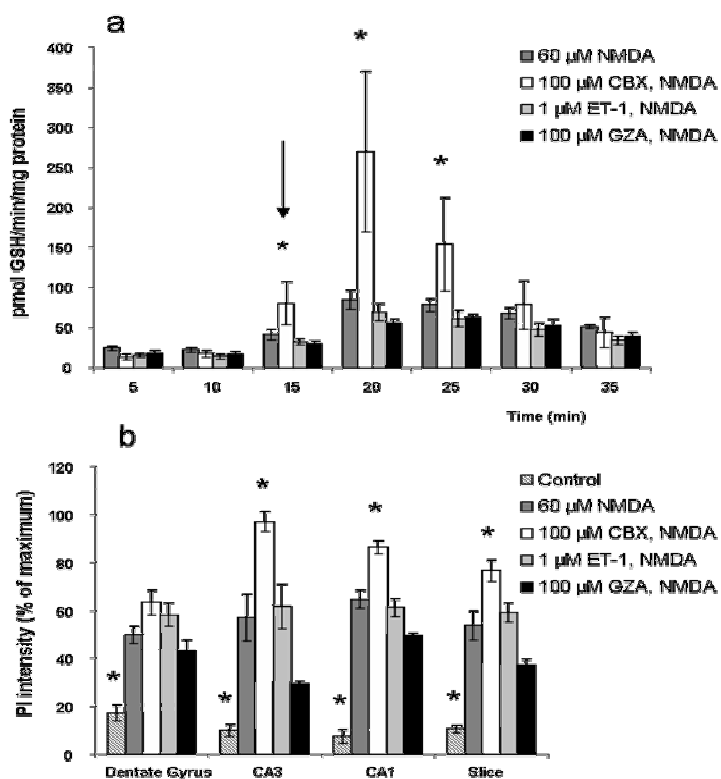 a
pmol GSH/min/mg protein
400
350
300
250
200
150
100
50
0
*
*
*
60 µM NMDA
100 µM CBX, NMDA
1 µM ET-1, NMDA
100 µM GZA, NMDA
5 10 15 20 25 30 35
Time (min)
b
PI intensity (% of maximum)
120
100
80
60
40
20
0
*
*
*
*
*
*
*
Control
60 µM NMDA
100 µM CBX, NMDA
1 µM ET-1, NMDA
100 µM GZA, NMDA
Dentate Gyrus CA3 CA1 Slice